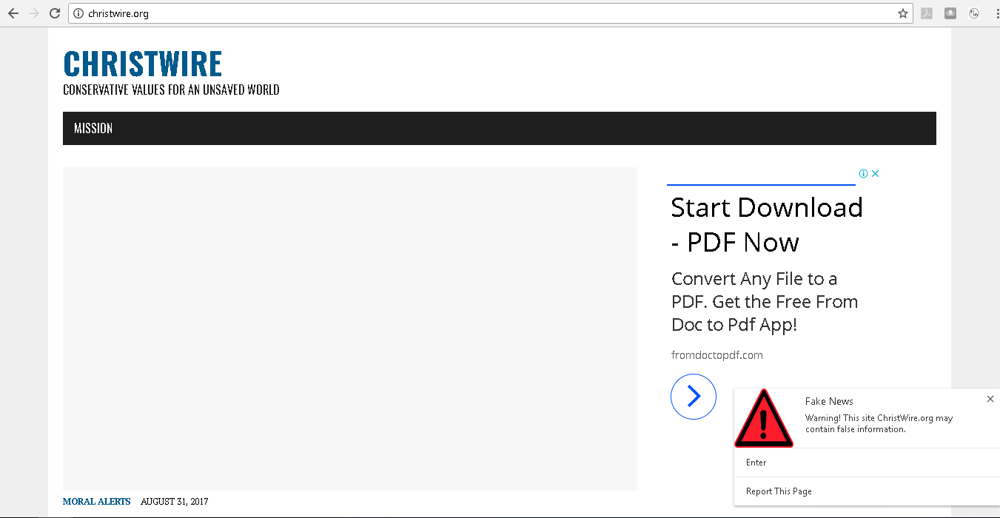 christwire.org
CHRISTWIRE
CONSERVATIVE VALUES FOR AN UNSAVED WORLD
MISSION
Start Download
- PDF Now
Convert Any File to a
PDF. Get the Free From
Doc to Pdf App!
fromdoctopdf.com
Fake News
Warning! This site ChristWire.org may
contain false information.
Enter
Report This Page
MORAL ALERTS AUGUST 31, 2017